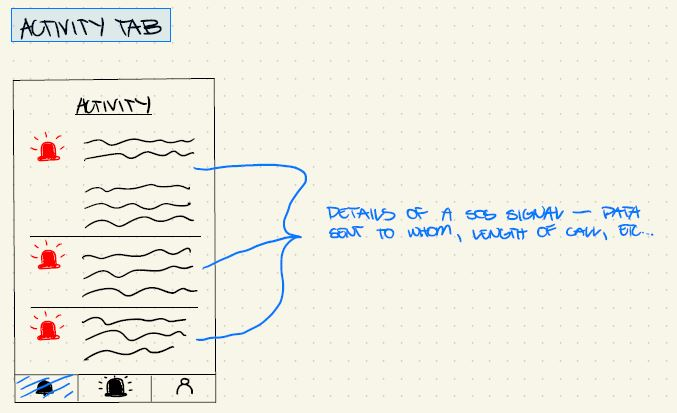 ACTIVITY TAB
ACTIVITY
DETAILS OF A SOS SIGNAL — DATA
SENT TO WHOM, LENGTH OF CALL, ETC...